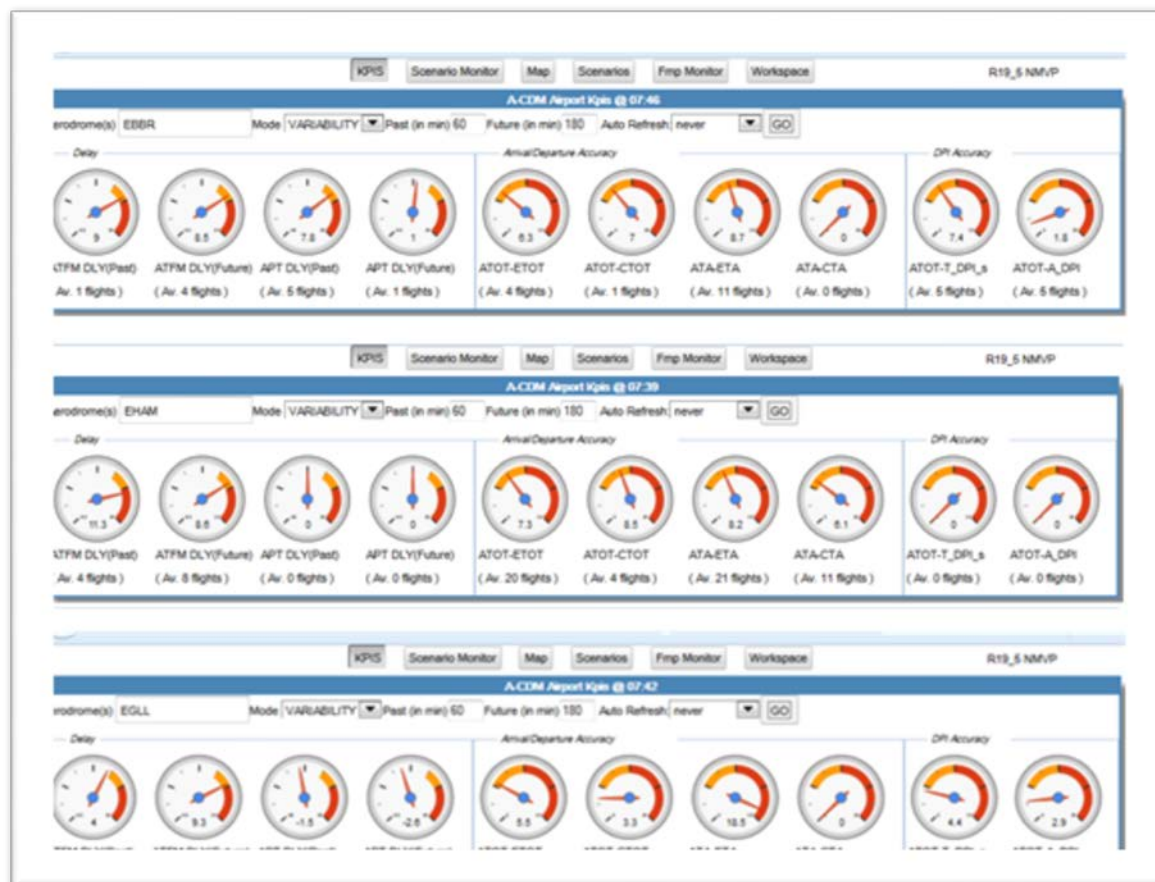 KPIS Scenario Monitor Map Scenarios Fmp Monitor Workspace R19_5 NMVP
A-CDM Airport Kpis @ 07:46
erodrome(s) EBBR Mode VARIABILITY Past (in min) 60 Future (in min) 180 Auto Refresh: never GO
Delay Arrival/Departure Accuracy DPI Accuracy
9 8.5 7.8 1 6.3 7 8.7 0 7.4 1.8
ATFM DLY(Past) ATFM DLY(Future) APT DLY(Past) APT DLY(Future) ATOT-ETOT ATOT-CTOT ATA-ETA ATA-CTA ATOT-T_DPI_s ATOT-A_DPI
Av. 1 flights ) ( Av. 4 flights ) ( Av. 5 flights ) ( Av. 1 flights ) ( Av. 4 flights ) ( Av. 1 flights ) ( Av. 11 flights ) ( Av. 0 flights ) ( Av. 5 flights ) ( Av. 5 flights )
KPIS Scenario Monitor Map Scenarios Fmp Monitor Workspace R19_5 NMVP
A-CDM Airport Kpis @ 07:39
erodrome(s) EHAM Mode VARIABILITY Past (in min) 60 Future (in min) 180 Auto Refresh: never GO
Delay Arrival/Departure Accuracy DPI Accuracy
11.3 8.6 0 0 7.3 8.5 8.2 6.1 0 0
ATFM DLY(Past) ATFM DLY(Future) APT DLY(Past) APT DLY(Future) ATOT-ETOT ATOT-CTOT ATA-ETA ATA-CTA ATOT-T_DPI_s ATOT-A_DPI
Av. 4 flights ) ( Av. 8 flights ) ( Av. 0 flights ) ( Av. 0 flights ) ( Av. 20 flights ) ( Av. 4 flights ) ( Av. 21 flights ) ( Av. 11 flights ) ( Av. 0 flights ) ( Av. 0 flights )
KPIS Scenario Monitor Map Scenarios Fmp Monitor Workspace R19_5 NMVP
A-CDM Airport Kpis @ 07:42
erodrome(s) EGLL Mode VARIABILITY Past (in min) 60 Future (in min) 180 Auto Refresh: never GO
Delay Arrival/Departure Accuracy DPI Accuracy
4 9.3 -1.5 -2.6 5.5 3.3 18.5 0 4.4 2.9